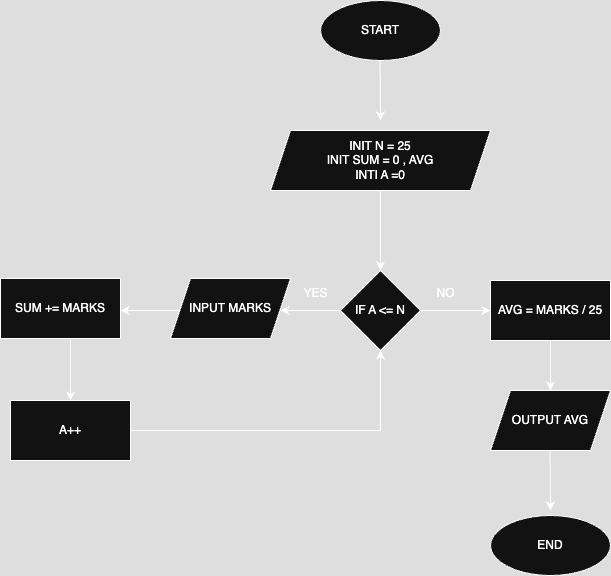 START
INIT N = 25
INIT SUM = 0 , AVG
INTI A =0
SUM += MARKS
INPUT MARKS
YES
IF A <= N
NO
AVG = MARKS / 25
A++
OUTPUT AVG
END